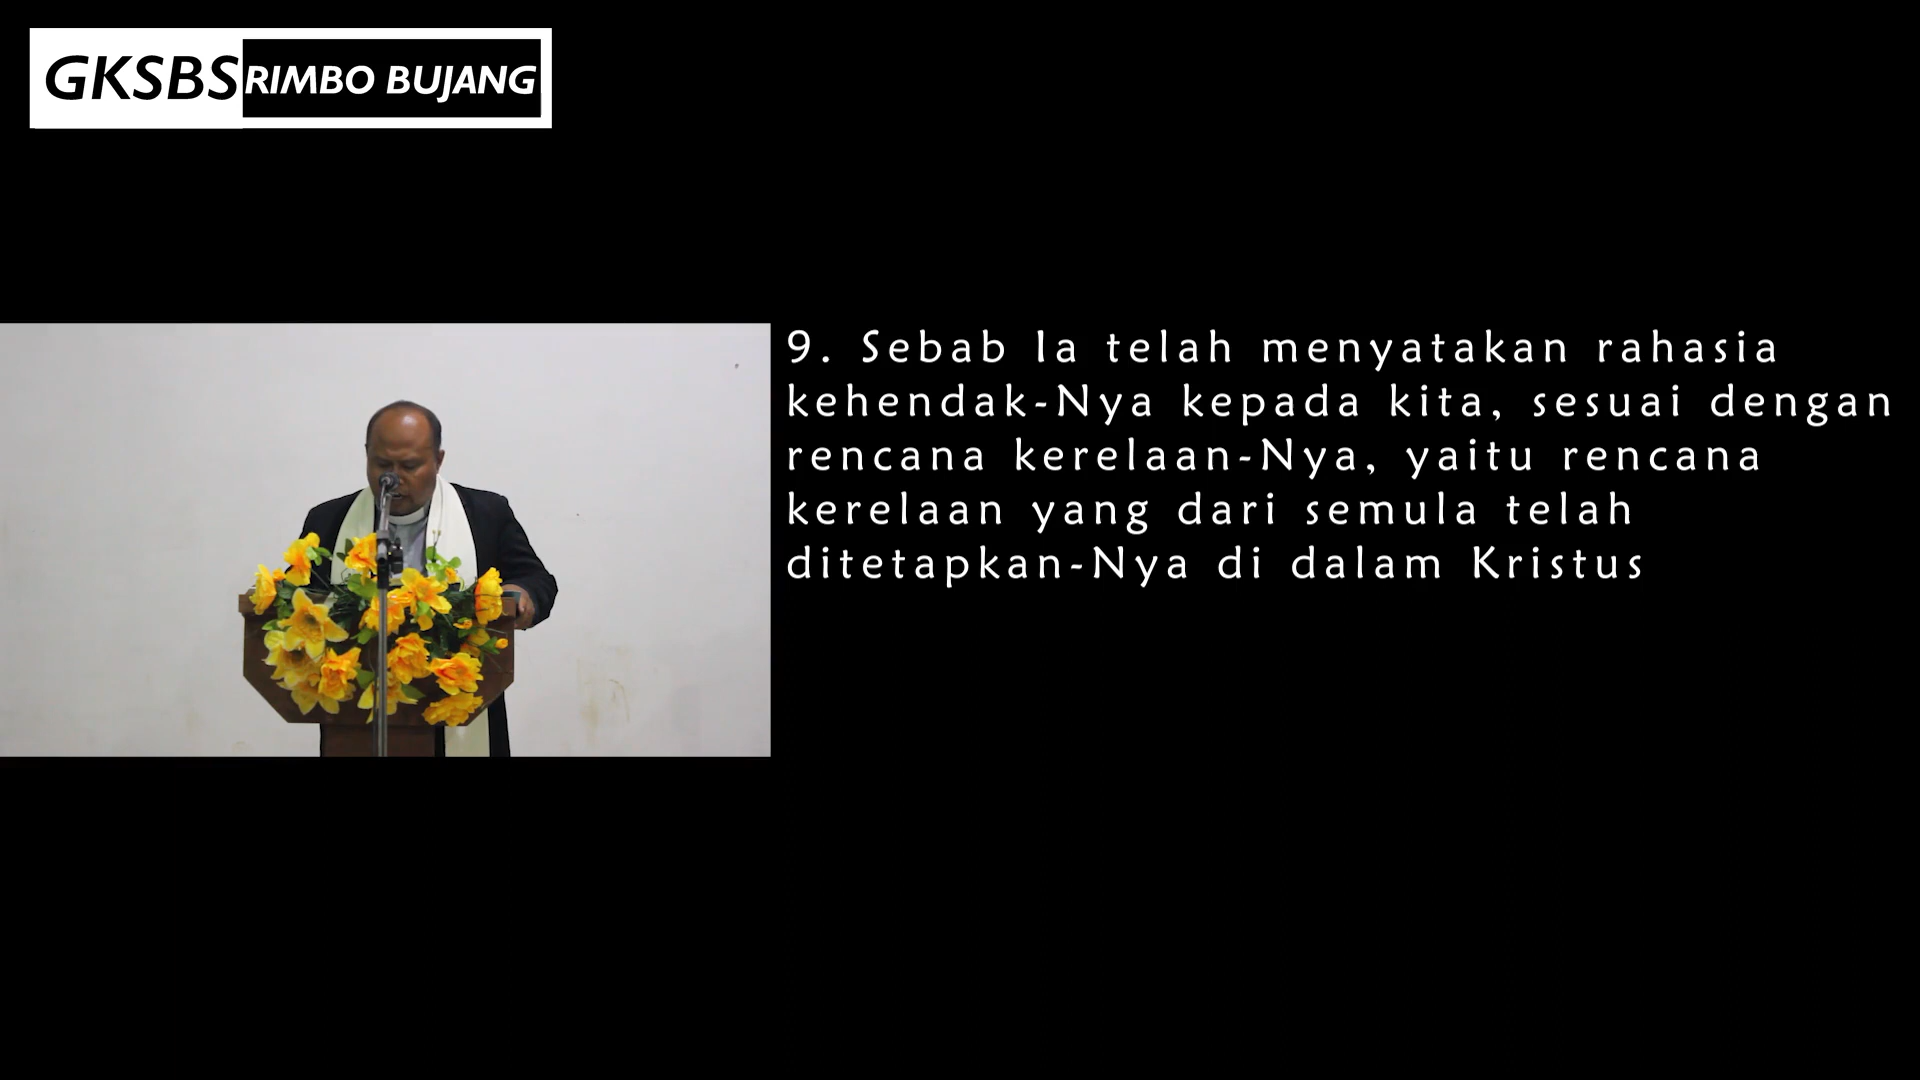 GKSBS RIMBO BUJANG
9. Sebab Ia telah menyatakan rahasia
kehendak-Nya kepada kita, sesuai dengan
rencana kerelaan-Nya, yaitu rencana
kerelaan yang dari semula telah
ditetapkan-Nya di dalam Kristus